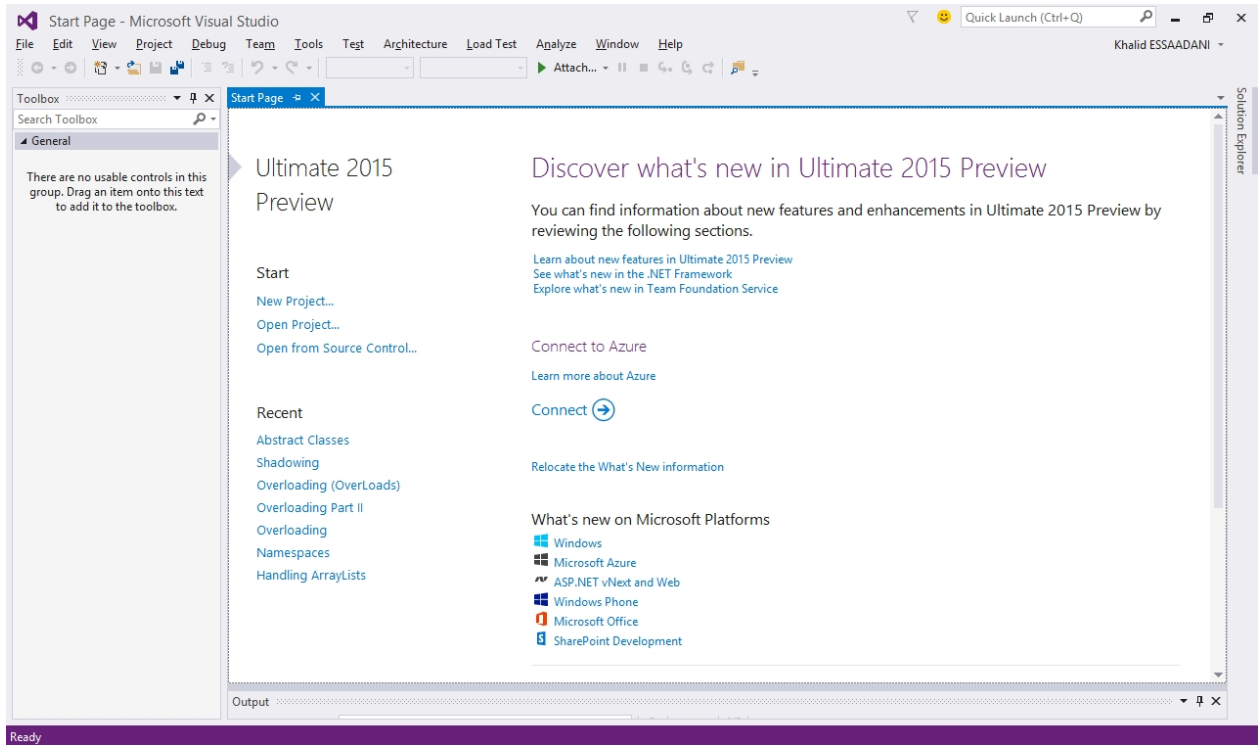 Start Page - Microsoft Visual Studio
Quick Launch (Ctrl+Q)
File Edit View Project Debug Team Tools Test Architecture Load Test Analyze Window Help
Khalid ESSAADANI
Attach...
Toolbox
Start Page
Solution Explorer
Search Toolbox
General
There are no usable controls in this
group. Drag an item onto this text
to add it to the toolbox.
Ultimate 2015
Preview
Start
New Project...
Open Project...
Open from Source Control...
Recent
Abstract Classes
Shadowing
Overloading (OverLoads)
Overloading Part II
Overloading
Namespaces
Handling ArrayLists
Discover what's new in Ultimate 2015 Preview
You can find information about new features and enhancements in Ultimate 2015 Preview by
reviewing the following sections.
Learn about new features in Ultimate 2015 Preview
See what's new in the .NET Framework
Explore what's new in Team Foundation Service
Connect to Azure
Learn more about Azure
Connect
Relocate the What's New information
What's new on Microsoft Platforms
Windows
Microsoft Azure
ASP.NET vNext and Web
Windows Phone
Microsoft Office
SharePoint Development
Output
Ready